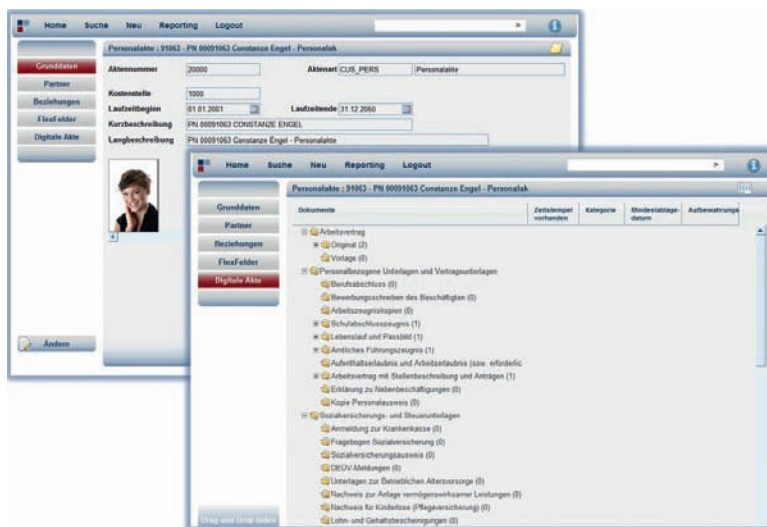 Home Suche Neu Reporting Logout
Personalakte : 91063 - PN 00091063 Constanze Engel - Personalak
Grunddaten
Partner
Beziehungen
FlexFelder
Digitale Akte
Ändern
Aktennummer 20000 Aktenart CUS_PERS Personalakte
Kostenstelle 1000
Laufzeitbeginn 01.01.2001 Laufzeitende 31.12.2060
Kurzbeschreibung PN 00091063 CONSTANZE ENGEL
Langbeschreibung PN 00091063 Constanze Engel - Personalakte
Home Suche Neu Reporting Logout
Personalakte : 91063 - PN 00091063 Constanze Engel - Personalak
Grunddaten
Partner
Beziehungen
FlexFelder
Digitale Akte
Drag und Drop laden
Dokumente Zeitstempel vorhanden Kategorie Mindestablage-datum Aufbewahrungs
Arbeitsvertrag
Original (2)
Vorlage (0)
Personalbezogene Unterlagen und Vertragsunterlagen
Berufsabschluss (0)
Bewerbungsschreiben des Beschäftigten (0)
Arbeitszeugniskopien (0)
Schulabschlusszeugnis (1)
Lebenslauf und Passbild (1)
Amtliches Führungszeugnis (1)
Aufenthaltserlaubnis und Arbeitserlaubnis (sow. erforderlic
Arbeitsvertrag mit Stellenbeschreibung und Anträgen (1)
Erklärung zu Nebenbeschäftigungen (0)
Kopie Personalausweis (0)
Sozialversicherungs- und Steuerunterlagen
Anmeldung zur Krankenkasse (0)
Fragebogen Sozialversicherung (0)
Sozialversicherungsausweis (0)
DEÜV-Meldungen (0)
Unterlagen zur Betrieblichen Altersvorsorge (0)
Nachweis zur Anlage vermögenswirksamer Leistungen (0)
Nachweis für Kinderlose (Pflegeversicherung) (0)
Lohn- und Gehaltsbescheinigungen (0)